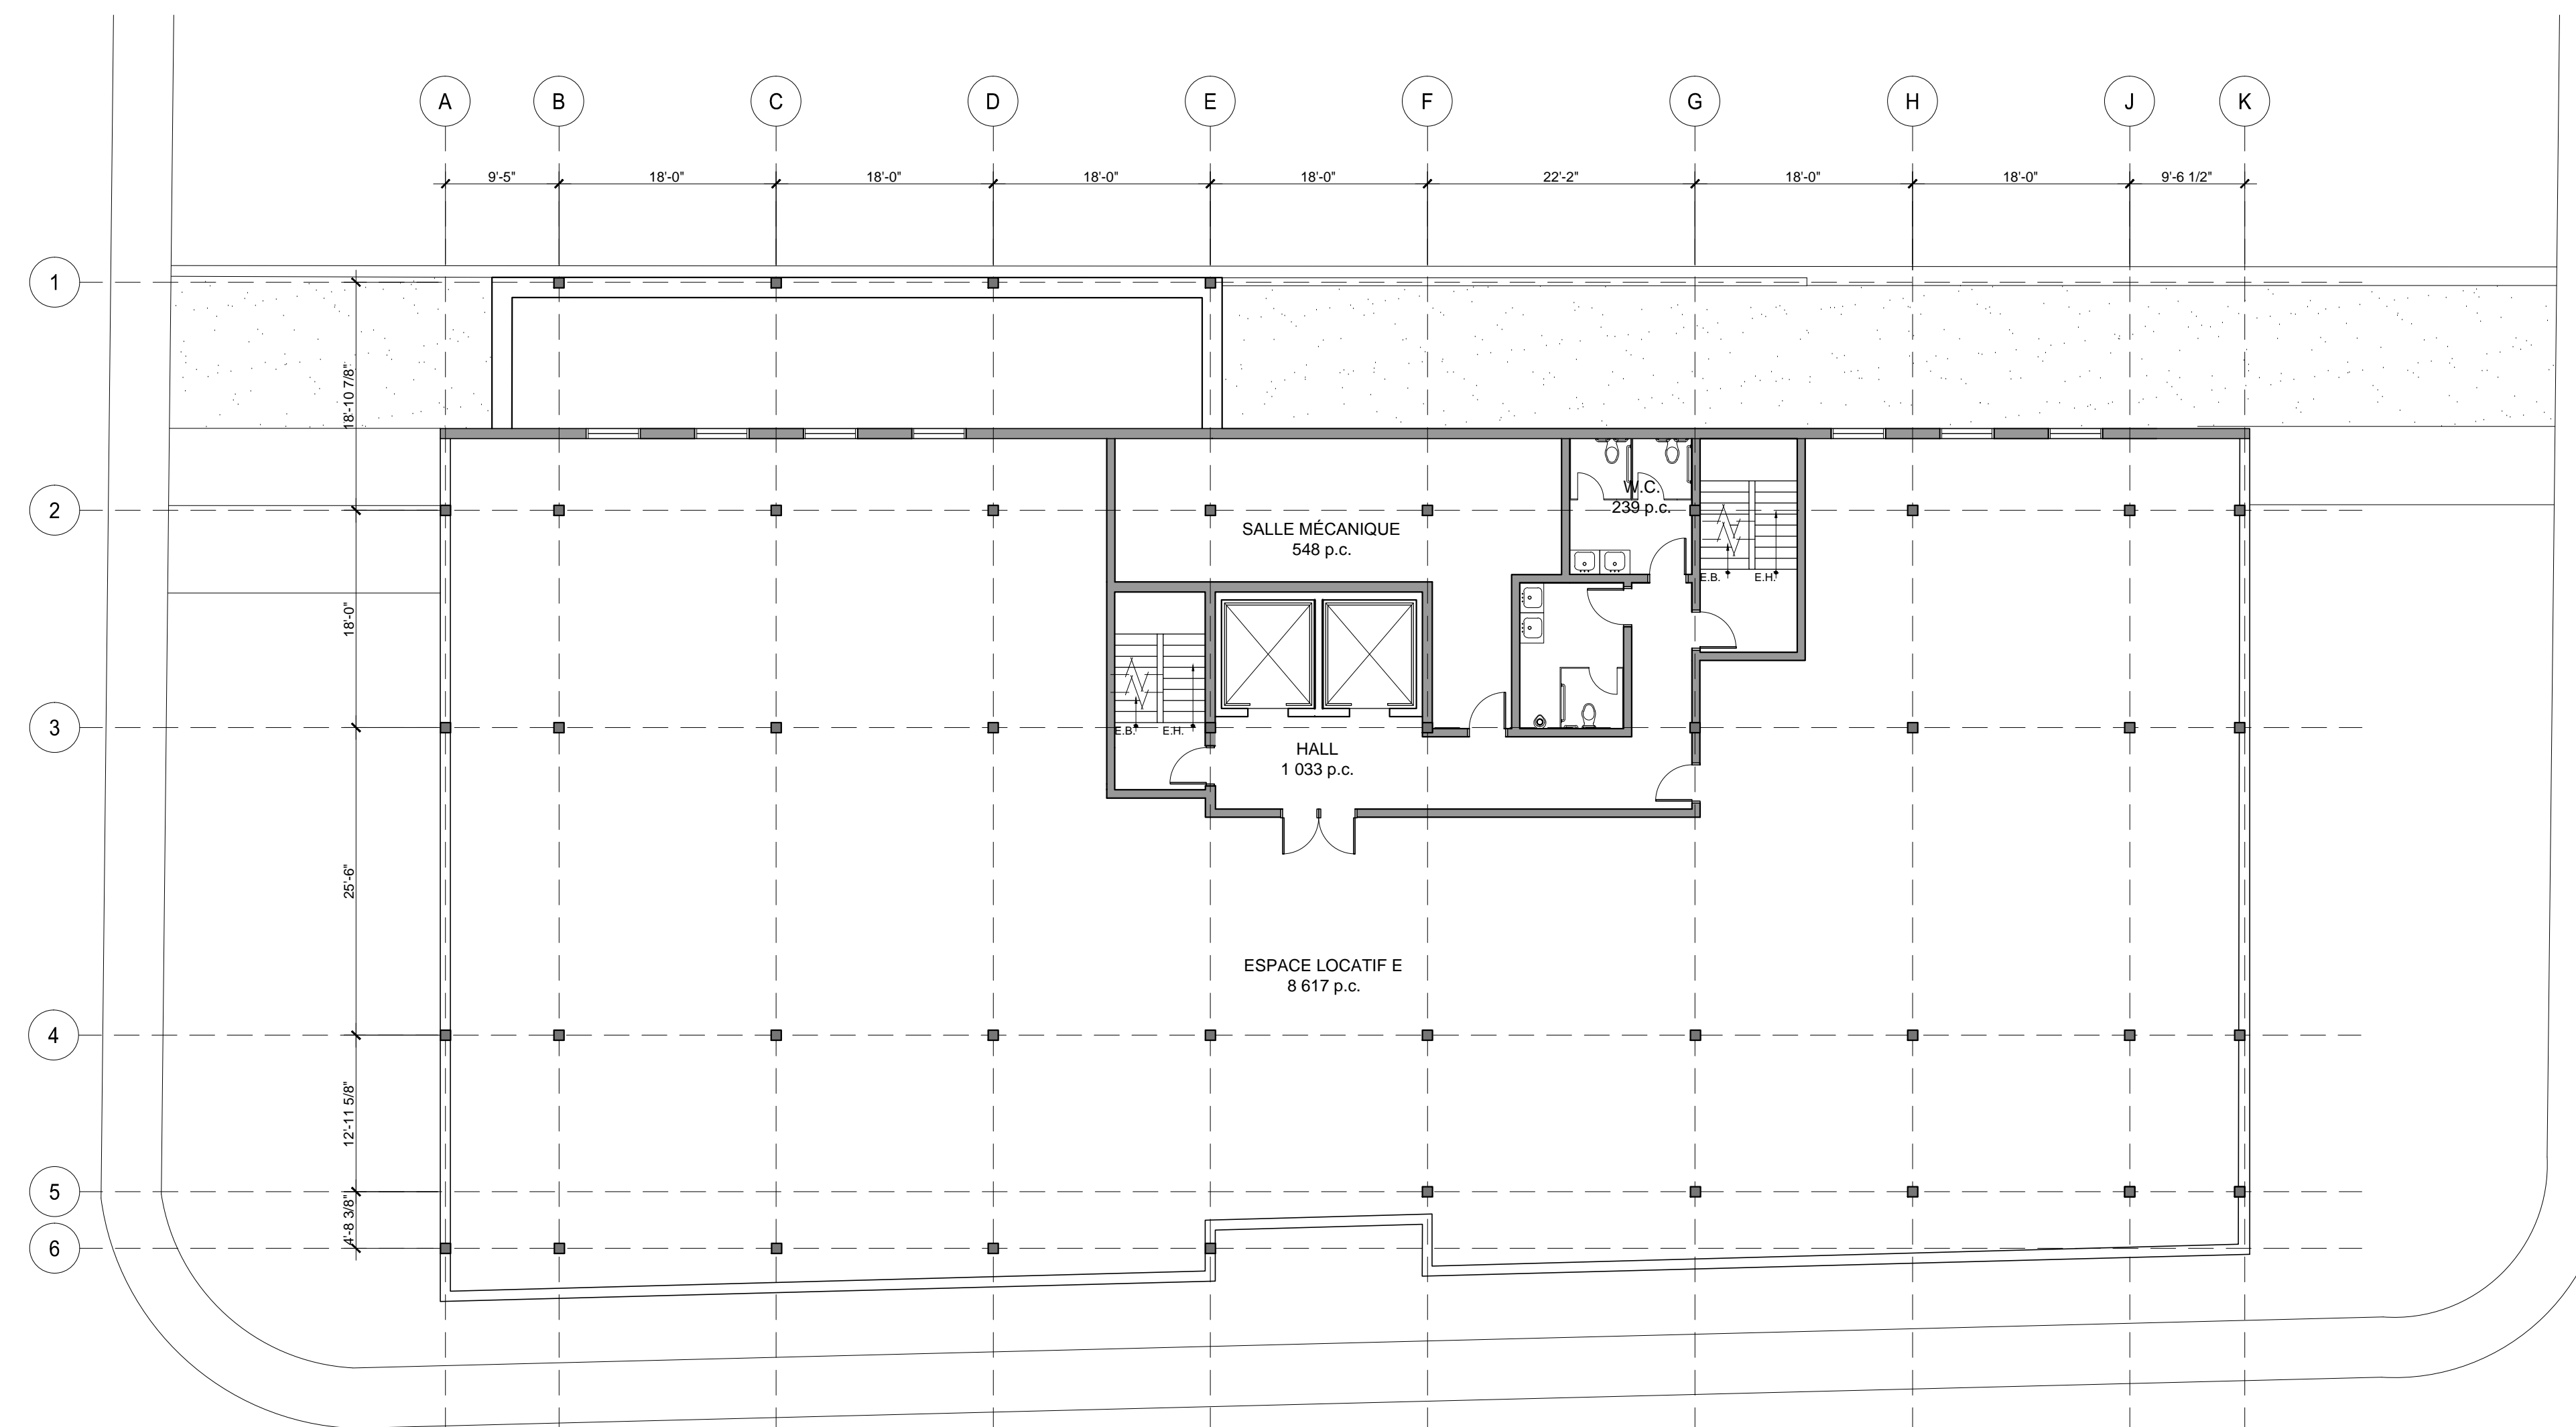 A B C D E F G H J K
9'-5" 18'-0" 18'-0" 18'-0" 18'-0" 22'-2" 18'-0" 18'-0" 9'-6 1/2"
1
18'-10 7/8"
2
W.C.
239 p.c.
SALLE MÉCANIQUE
548 p.c.
E.B. E.H.
18'-0"
3
E.B. E.H.
HALL
1 033 p.c.
25'-6"
ESPACE LOCATIF E
8 617 p.c.
4
12'-11 5/8"
5
4'-8 3/8"
6